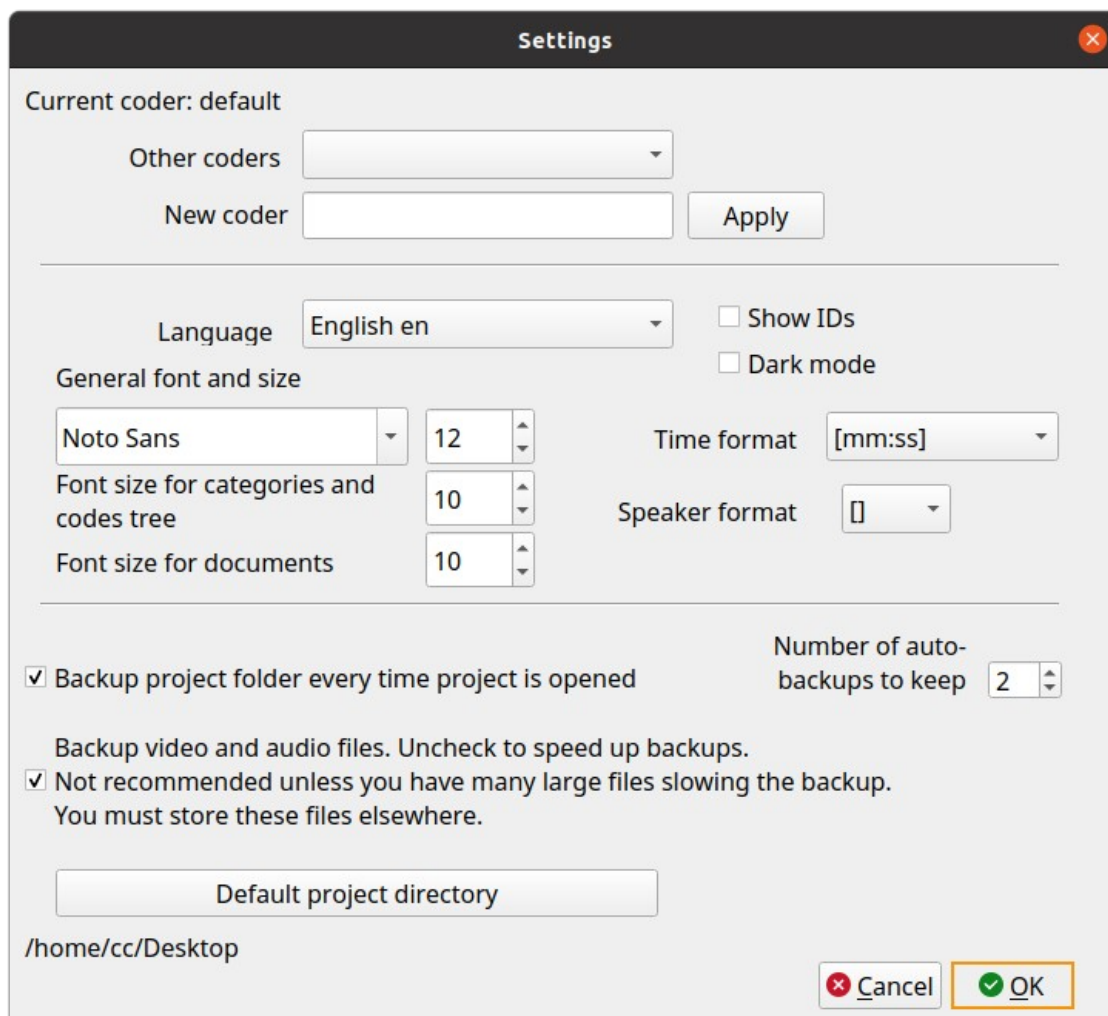 Settings
Current coder: default
Other coders
New coder
Apply
Language
English en
Show IDs
Dark mode
General font and size
Noto Sans
12
Time format
[mm:ss]
Font size for categories and
codes tree
10
Speaker format
[]
Font size for documents
10
Number of auto-
backups to keep
2
Backup project folder every time project is opened
Backup video and audio files. Uncheck to speed up backups.
Not recommended unless you have many large files slowing the backup.
You must store these files elsewhere.
Default project directory
/home/cc/Desktop
Cancel
OK